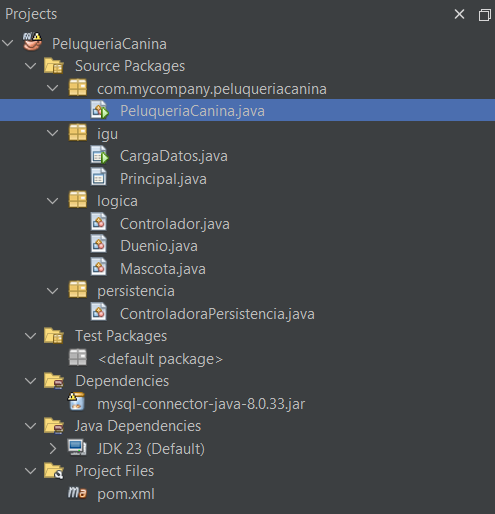 Projects
PeluqueriaCanina
Source Packages
com.mycompany.peluqueriacanina
PeluqueriaCanina.java
igu
CargaDatos.java
Principal.java
logica
Controlador.java
Duenio.java
Mascota.java
persistencia
ControladoraPersistencia.java
Test Packages
<default package>
Dependencies
mysql-connector-java-8.0.33.jar
Java Dependencies
JDK 23 (Default)
Project Files
pom.xml